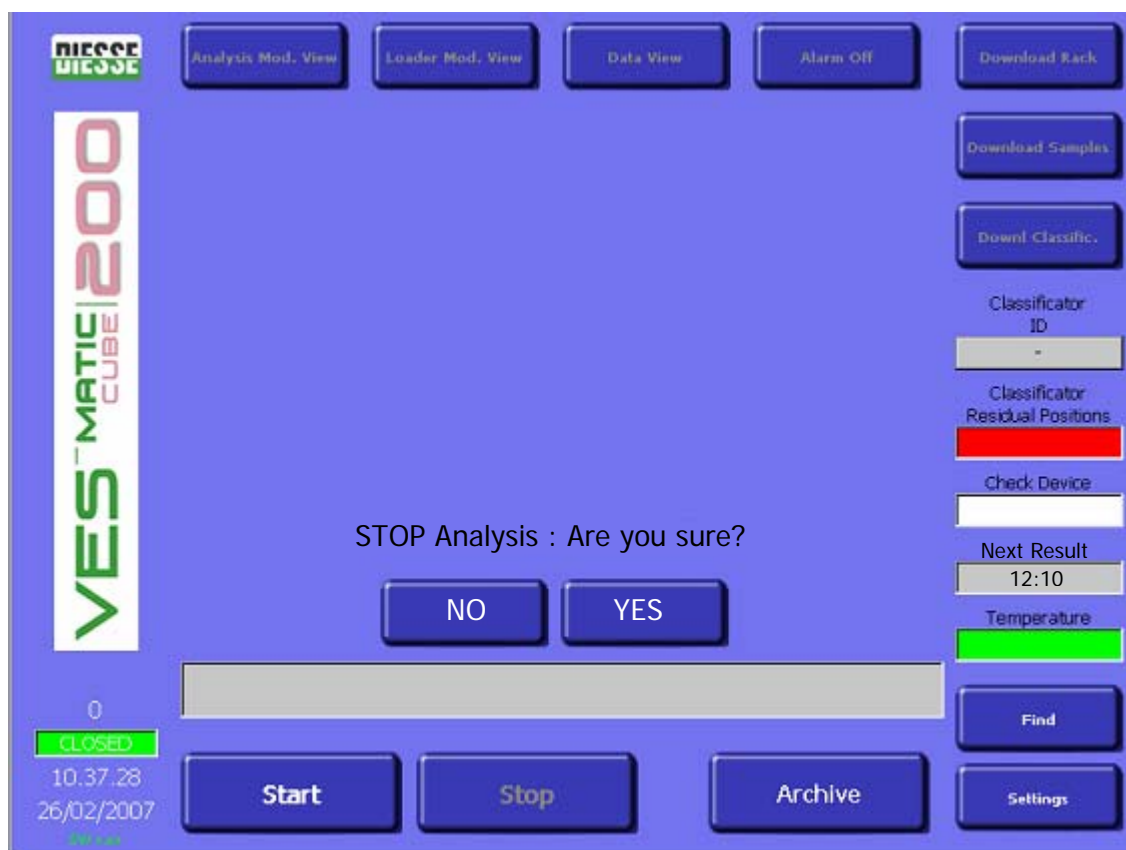 DIESSE
Analysis Mod. View
Loader Mod. View
Data View
Alarm Off
Download Rack
Download Samples
Downl Classific.
VES-MATIC
CUBE
200
Classificator
ID
-
Classificator
Residual Positions
Check Device
Next Result
12:10
Temperature
STOP Analysis : Are you sure?
NO
YES
0
CLOSED
10.37.28
26/02/2007
Start
Stop
Archive
Find
Settings